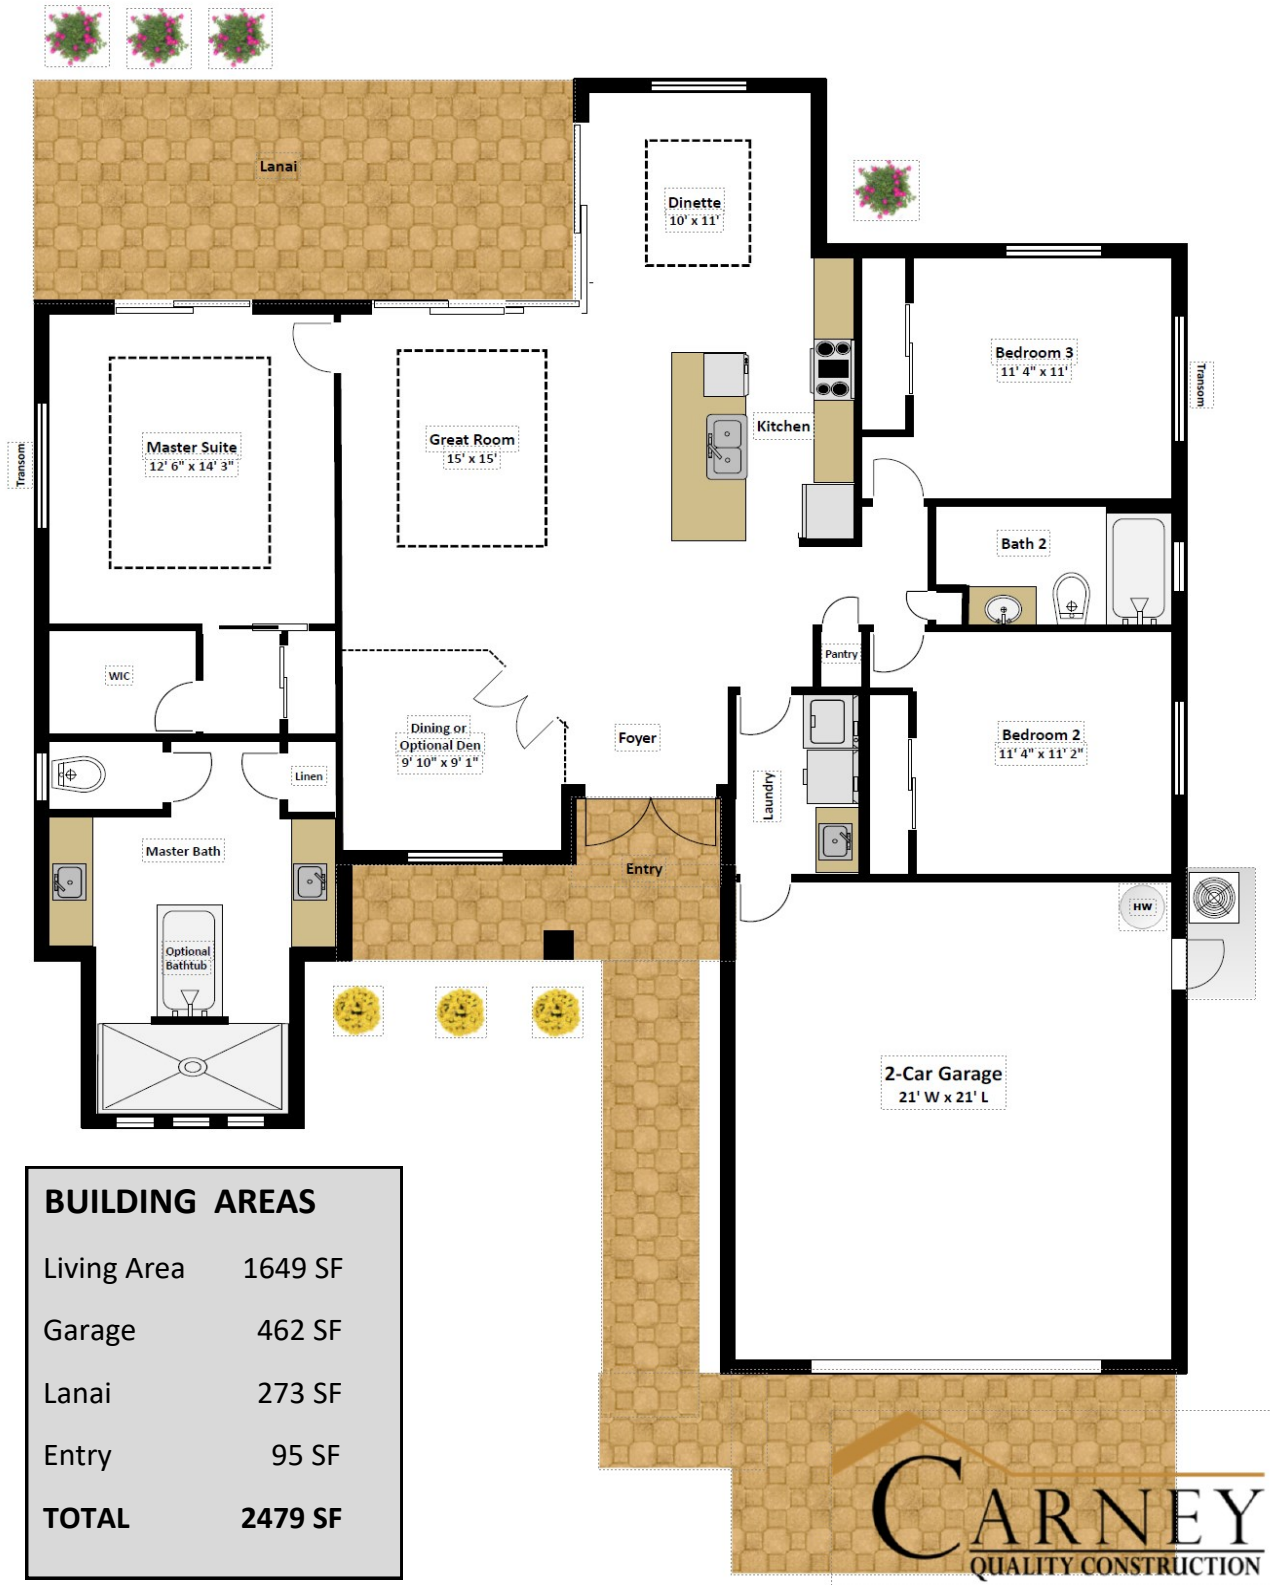 Lanai
Dinette
10' x 11'
Bedroom 3
11' 4" x 11'
Transom
Kitchen
Great Room
15' x 15'
Master Suite
12' 6" x 14' 3"
Transom
Bath 2
Pantry
WIC
Dining or
Optional Den
9' 10" x 9' 1"
Foyer
Bedroom 2
11' 4" x 11' 2"
Linen
Laundry
Master Bath
Entry
HW
Optional
Bathtub
2-Car Garage
21' W x 21' L
BUILDING AREAS
Living Area 1649 SF
Garage 462 SF
Lanai 273 SF
Entry 95 SF
TOTAL 2479 SF
CARNEY
QUALITY CONSTRUCTION